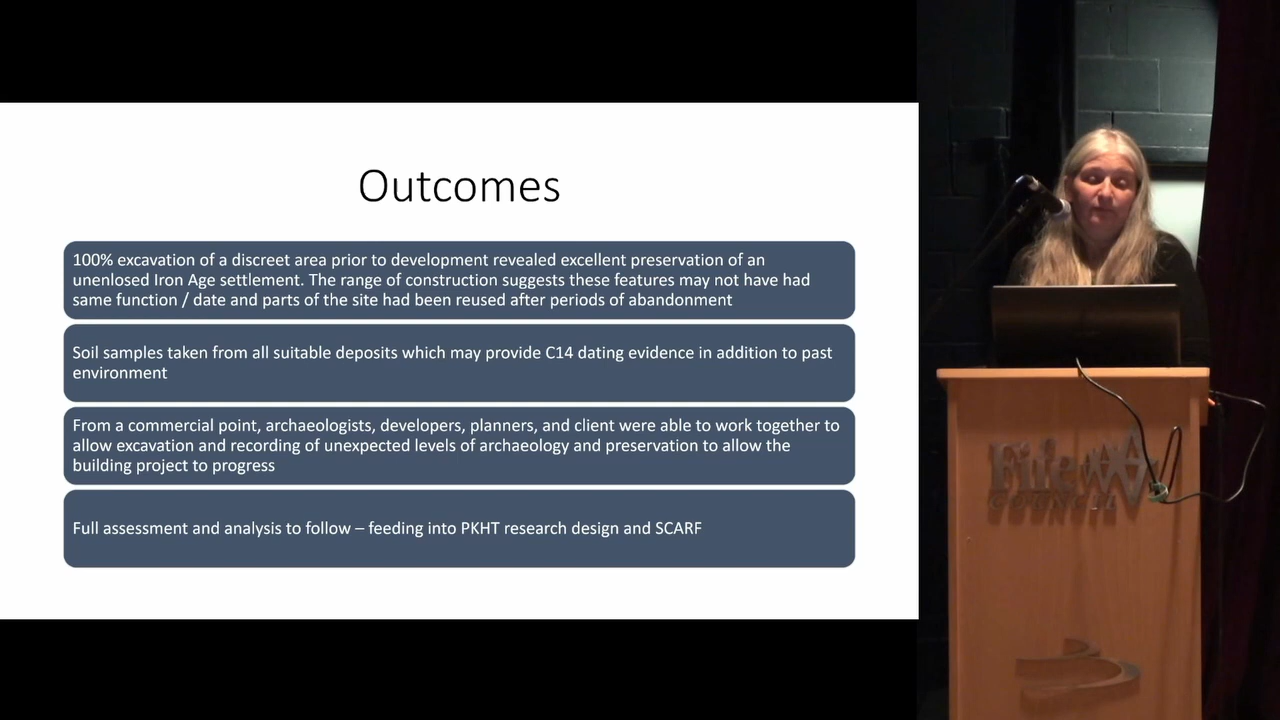 Outcomes
100% excavation of a discreet area prior to development revealed excellent preservation of an
unenlosed Iron Age settlement. The range of construction suggests these features may not have had
same function / date and parts of the site had been reused after periods of abandonment
Soil samples taken from all suitable deposits which may provide C14 dating evidence in addition to past
environment
From a commercial point, archaeologists, developers, planners, and client were able to work together to
allow excavation and recording of unexpected levels of archaeology and preservation to allow the
building project to progress
Full assessment and analysis to follow – feeding into PKHT research design and SCARF
Fife
COUNCIL